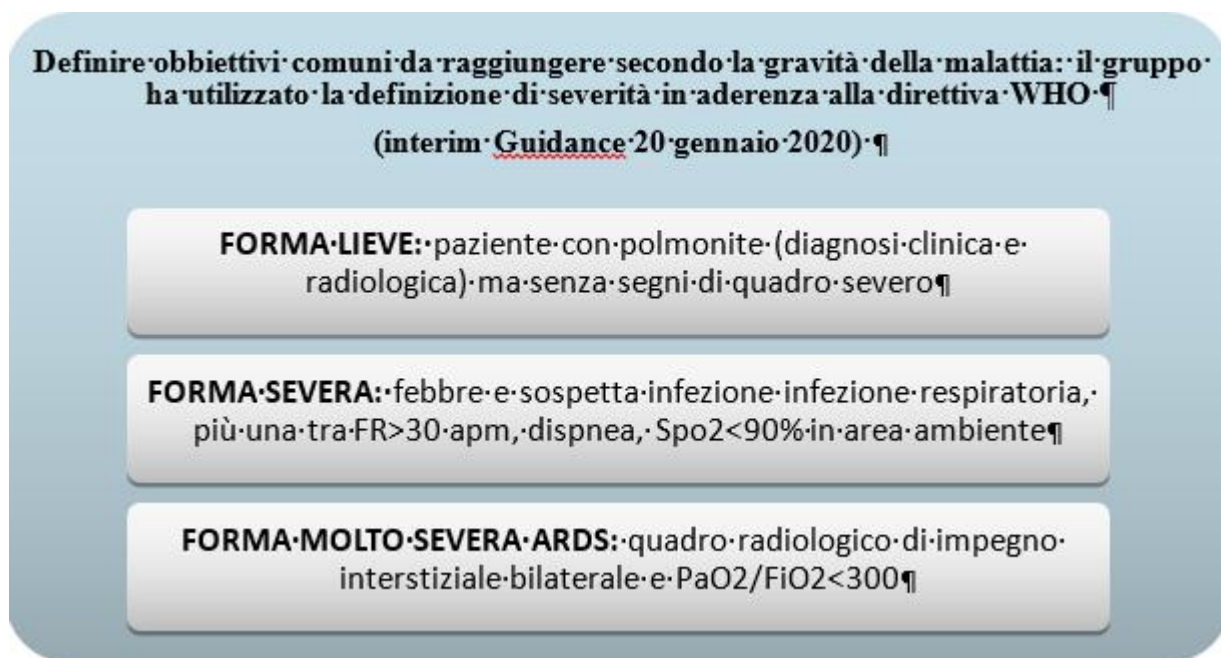 Definire·obbiettivi·comuni·da·raggiungere·secondo·la·gravità·della·malattia:·il·gruppo·
ha·utilizzato·la·definizione·di·severità·in·aderenza·alla·direttiva·WHO·¶
(interim·Guidance·20·gennaio·2020)·¶
FORMA·LIEVE:·paziente·con·polmonite·(diagnosi·clinica·e·
radiologica)·ma·senza·segni·di·quadro·severo¶
FORMA·SEVERA:·febbre·e·sospetta·infezione·infezione·respiratoria,·
più·una·tra·FR>30·apm,·dispnea,·Spo2<90%·in·area·ambiente¶
FORMA·MOLTO·SEVERA·ARDS:·quadro·radiologico·di·impegno·
interstiziale·bilaterale·e·PaO2/FiO2<300¶